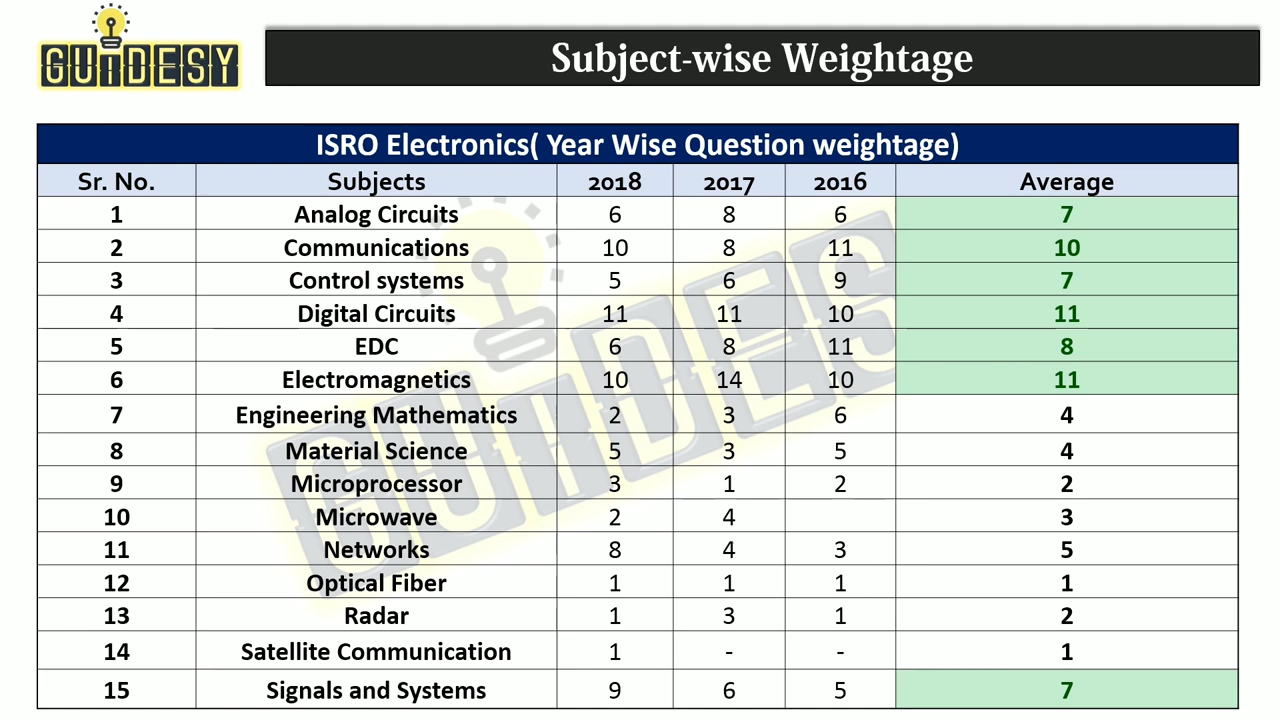 GUIDESY
Subject-wise Weightage
ISRO Electronics( Year Wise Question weightage)
Sr. No. Subjects 2018 2017 2016 Average
1 Analog Circuits 6 8 6 7
2 Communications 10 8 11 10
3 Control systems 5 6 9 7
4 Digital Circuits 11 11 10 11
5 EDC 6 8 11 8
6 Electromagnetics 10 14 10 11
7 Engineering Mathematics 2 3 6 4
8 Material Science 5 3 5 4
9 Microprocessor 3 1 2 2
10 Microwave 2 4 3
11 Networks 8 4 3 5
12 Optical Fiber 1 1 1 1
13 Radar 1 3 1 2
14 Satellite Communication 1 - - 1
15 Signals and Systems 9 6 5 7